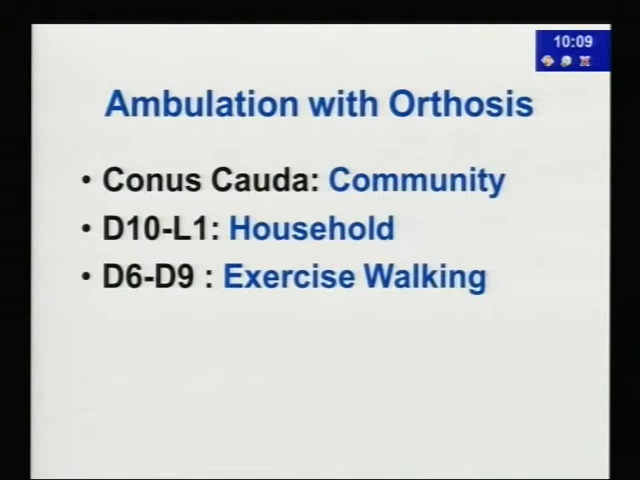 10:09
Ambulation with Orthosis
• Conus Cauda: Community
• D10-L1: Household
• D6-D9 : Exercise Walking